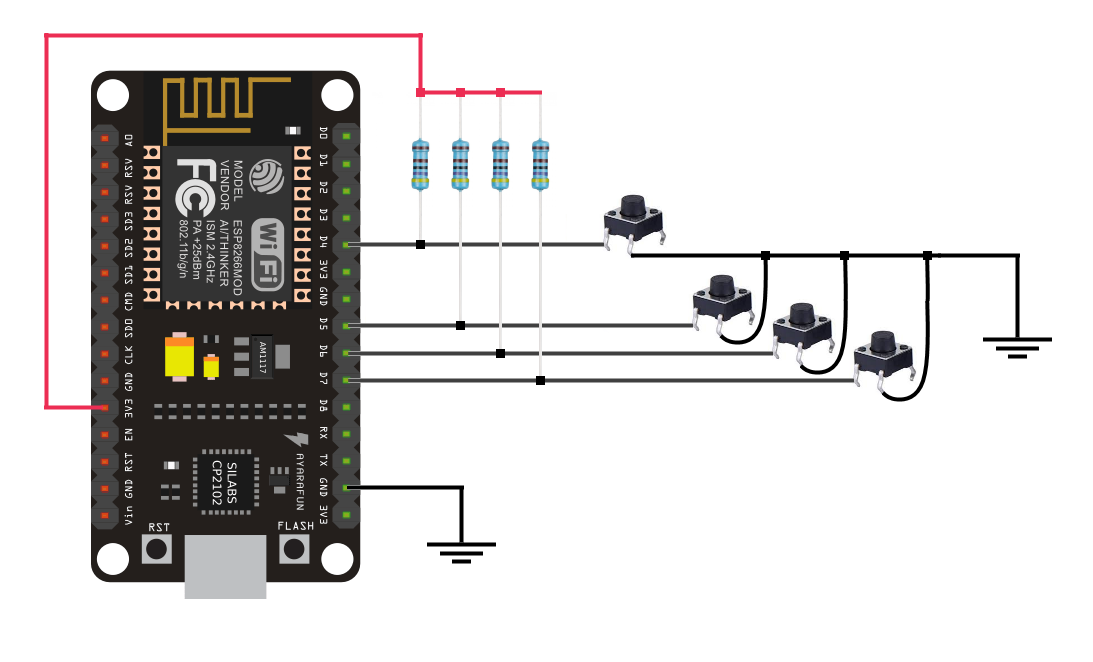 A0
RSV
RSV
SD3
SD2
SD1
CMD
SD0
CLK
GND
3V3
EN
RST
GND
Vin
D0
D1
D2
D3
D4
3V3
GND
D5
D6
D7
D8
RX
TX
GND
3V3
MODEL
VENDOR
ESP8266MOD
AI/THINKER
ISM 2.4GHz
PA +25dBm
802.11b/g/n
FC
Wi Fi
AM1117
SILABS
CP2102
AYARAFUN
RST
FLASH